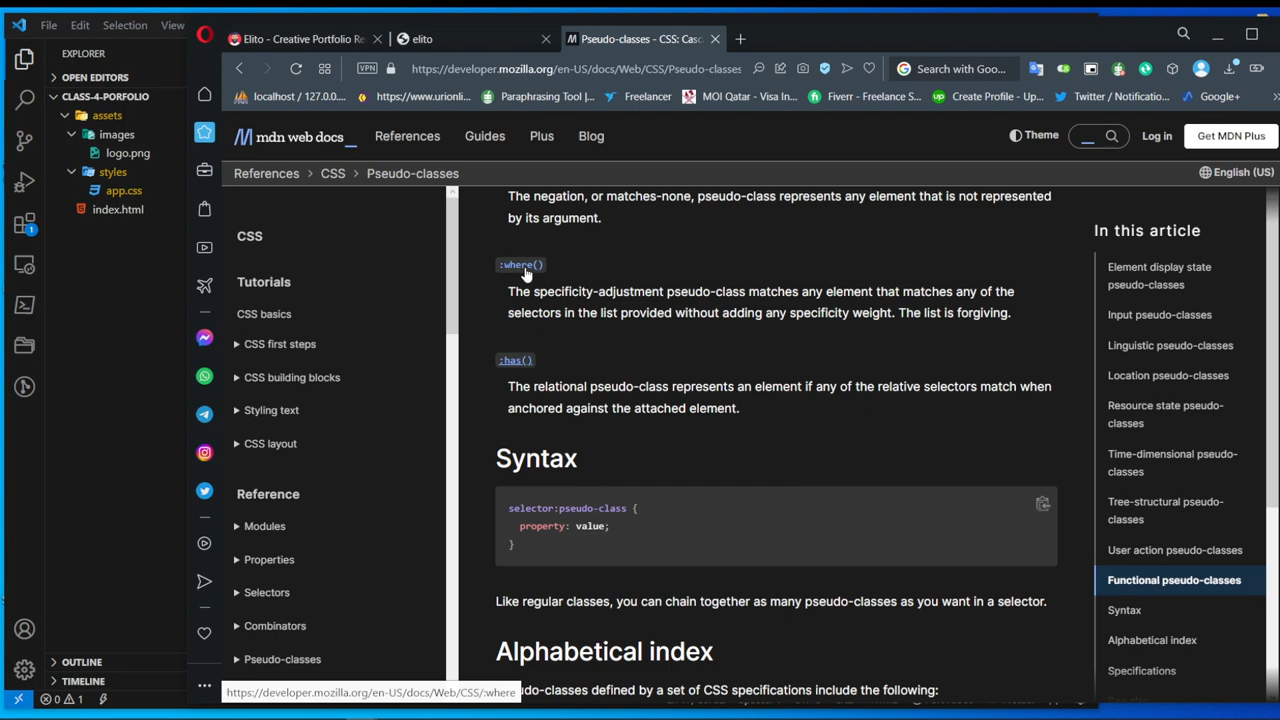 File Edit Selection View
EXPLORER
OPEN EDITORS
CLASS-4-PORFOLIO
assets
images
logo.png
styles
app.css
index.html
OUTLINE
TIMELINE
0 1
1
Elito - Creative Portfolio Re
elito
Pseudo-classes - CSS: Casc
VPN
https://developer.mozilla.org/en-US/docs/Web/CSS/Pseudo-classes
Search with Goo
localhost / 127.0.0....
https://www.urionli...
Paraphrasing Tool |...
Freelancer
MOI Qatar - Visa In...
Fiverr - Freelance S...
Create Profile - Up...
Twitter / Notificatio...
Google+
mdn web docs _
References
Guides
Plus
Blog
Theme
Log in
Get MDN Plus
References
CSS
Pseudo-classes
English (US)
CSS
Tutorials
CSS basics
CSS first steps
CSS building blocks
Styling text
CSS layout
Reference
Modules
Properties
Selectors
Combinators
Pseudo-classes
The negation, or matches-none, pseudo-class represents any element that is not represented
by its argument.
:where()
The specificity-adjustment pseudo-class matches any element that matches any of the
selectors in the list provided without adding any specificity weight. The list is forgiving.
:has()
The relational pseudo-class represents an element if any of the relative selectors match when
anchored against the attached element.
Syntax
selector:pseudo-class {
property: value;
}
Like regular classes, you can chain together as many pseudo-classes as you want in a selector.
Alphabetical index
udo-classes defined by a set of CSS specifications include the following:
In this article
Element display state
pseudo-classes
Input pseudo-classes
Linguistic pseudo-classes
Location pseudo-classes
Resource state pseudo-
classes
Time-dimensional pseudo-
classes
Tree-structural pseudo-
classes
User action pseudo-classes
Functional pseudo-classes
Syntax
Alphabetical index
Specifications
https://developer.mozilla.org/en-US/docs/Web/CSS/:where